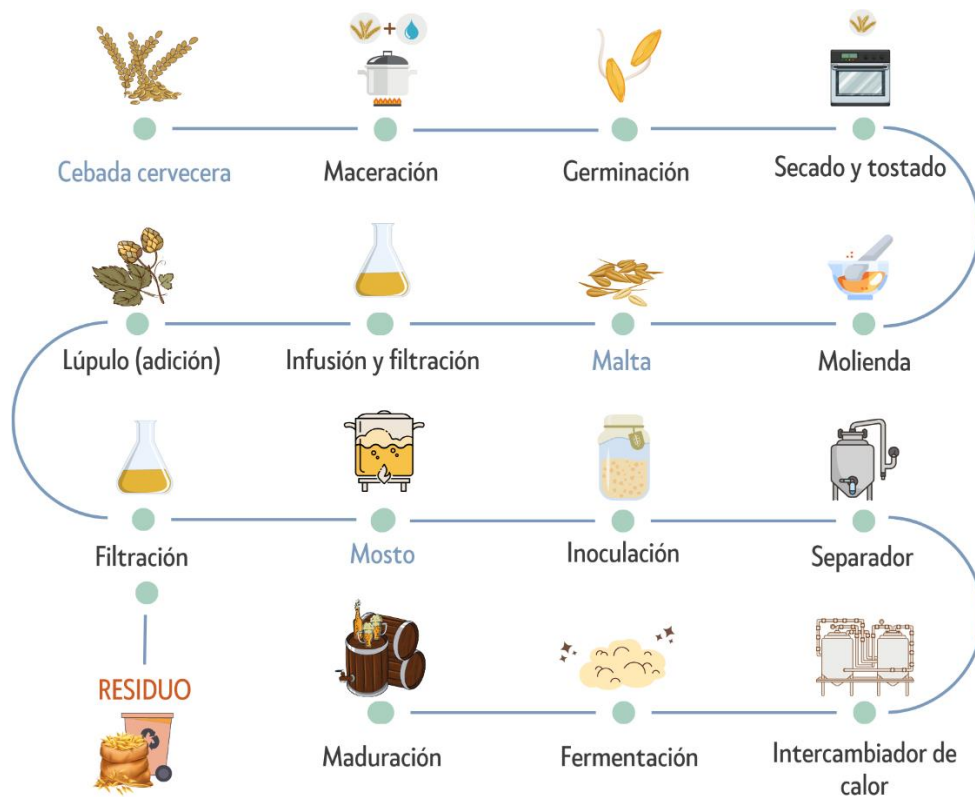 Cebada cervecera
Maceración
Germinación
Secado y tostado
Lúpulo (adición)
Infusión y filtración
Malta
Molienda
Filtración
Mosto
Inoculación
Separador
RESIDUO
Maduración
Fermentación
Intercambiador de
calor